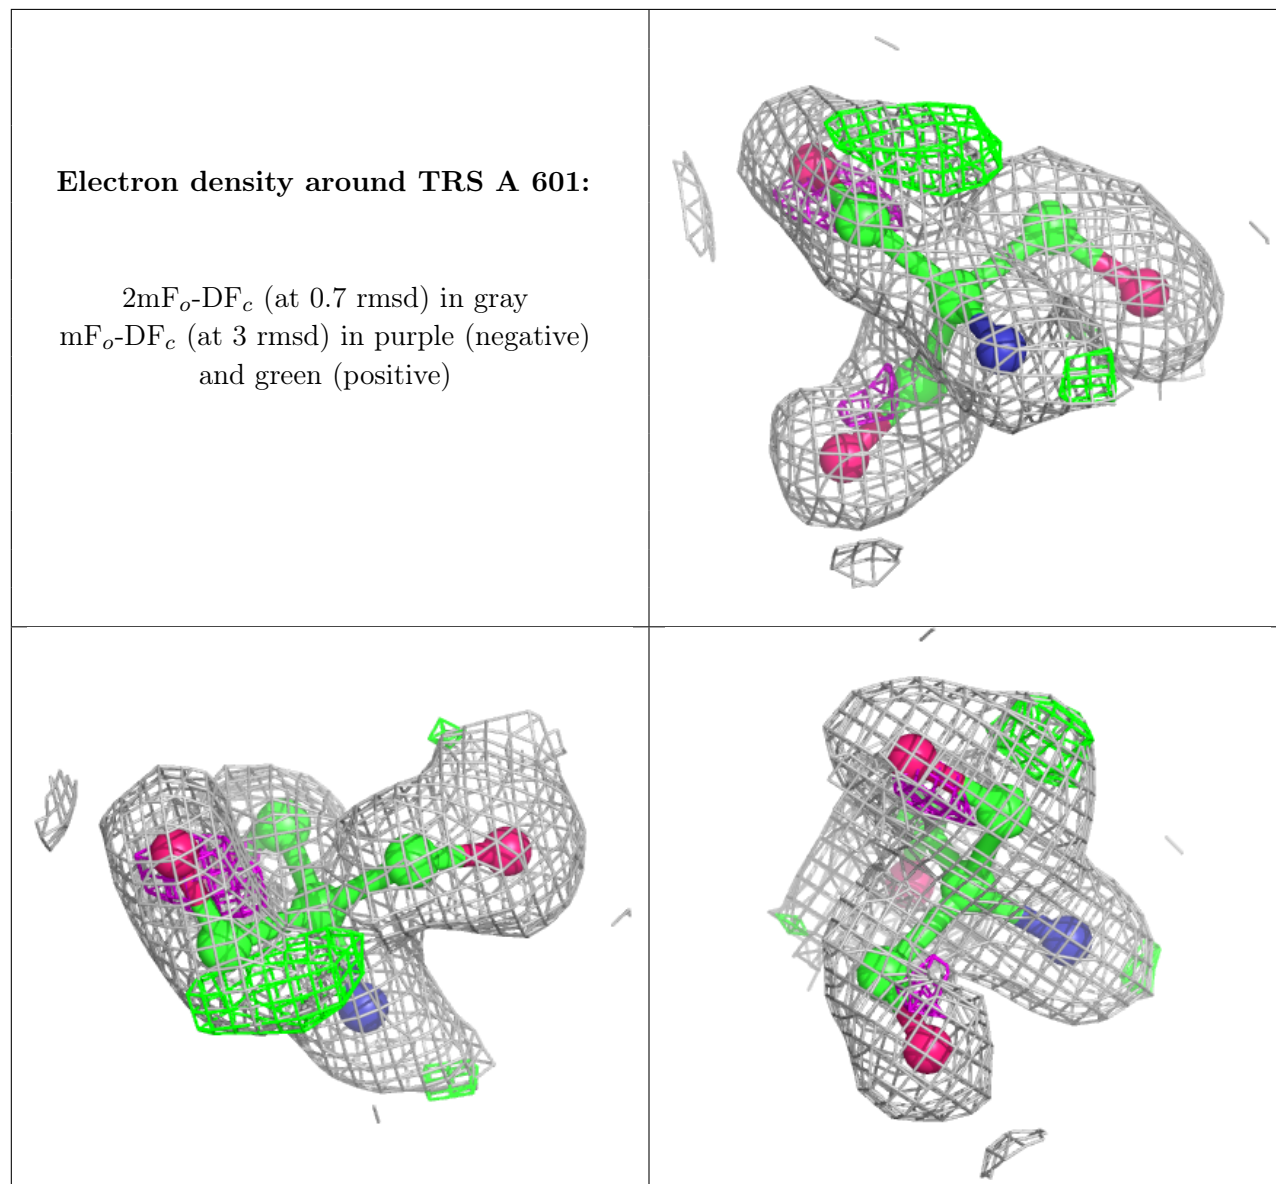 Electron density around TRS A 601:
2mFo-DFc (at 0.7 rmsd) in gray
mFo-DFc (at 3 rmsd) in purple (negative)
and green (positive)